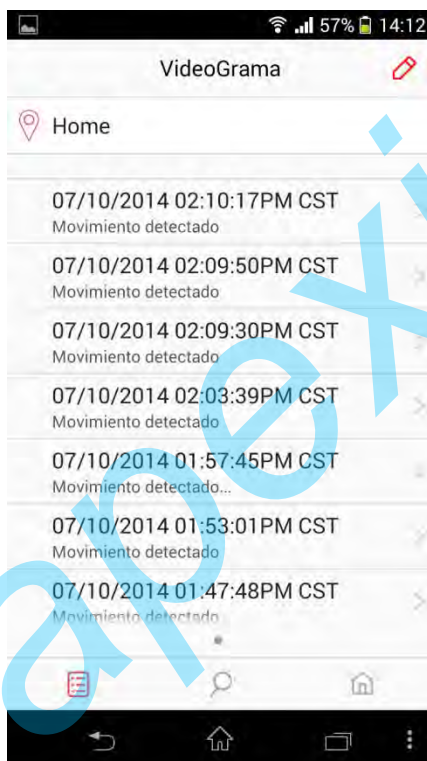 57% 14:12
VideoGrama
Home
07/10/2014 02:10:17PM CST
Movimiento detectado
07/10/2014 02:09:50PM CST
Movimiento detectado
07/10/2014 02:09:30PM CST
Movimiento detectado
07/10/2014 02:03:39PM CST
Movimiento detectado
07/10/2014 01:57:45PM CST
Movimiento detectado...
07/10/2014 01:53:01PM CST
Movimiento detectado
07/10/2014 01:47:48PM CST
Movimiento detectado
apexi